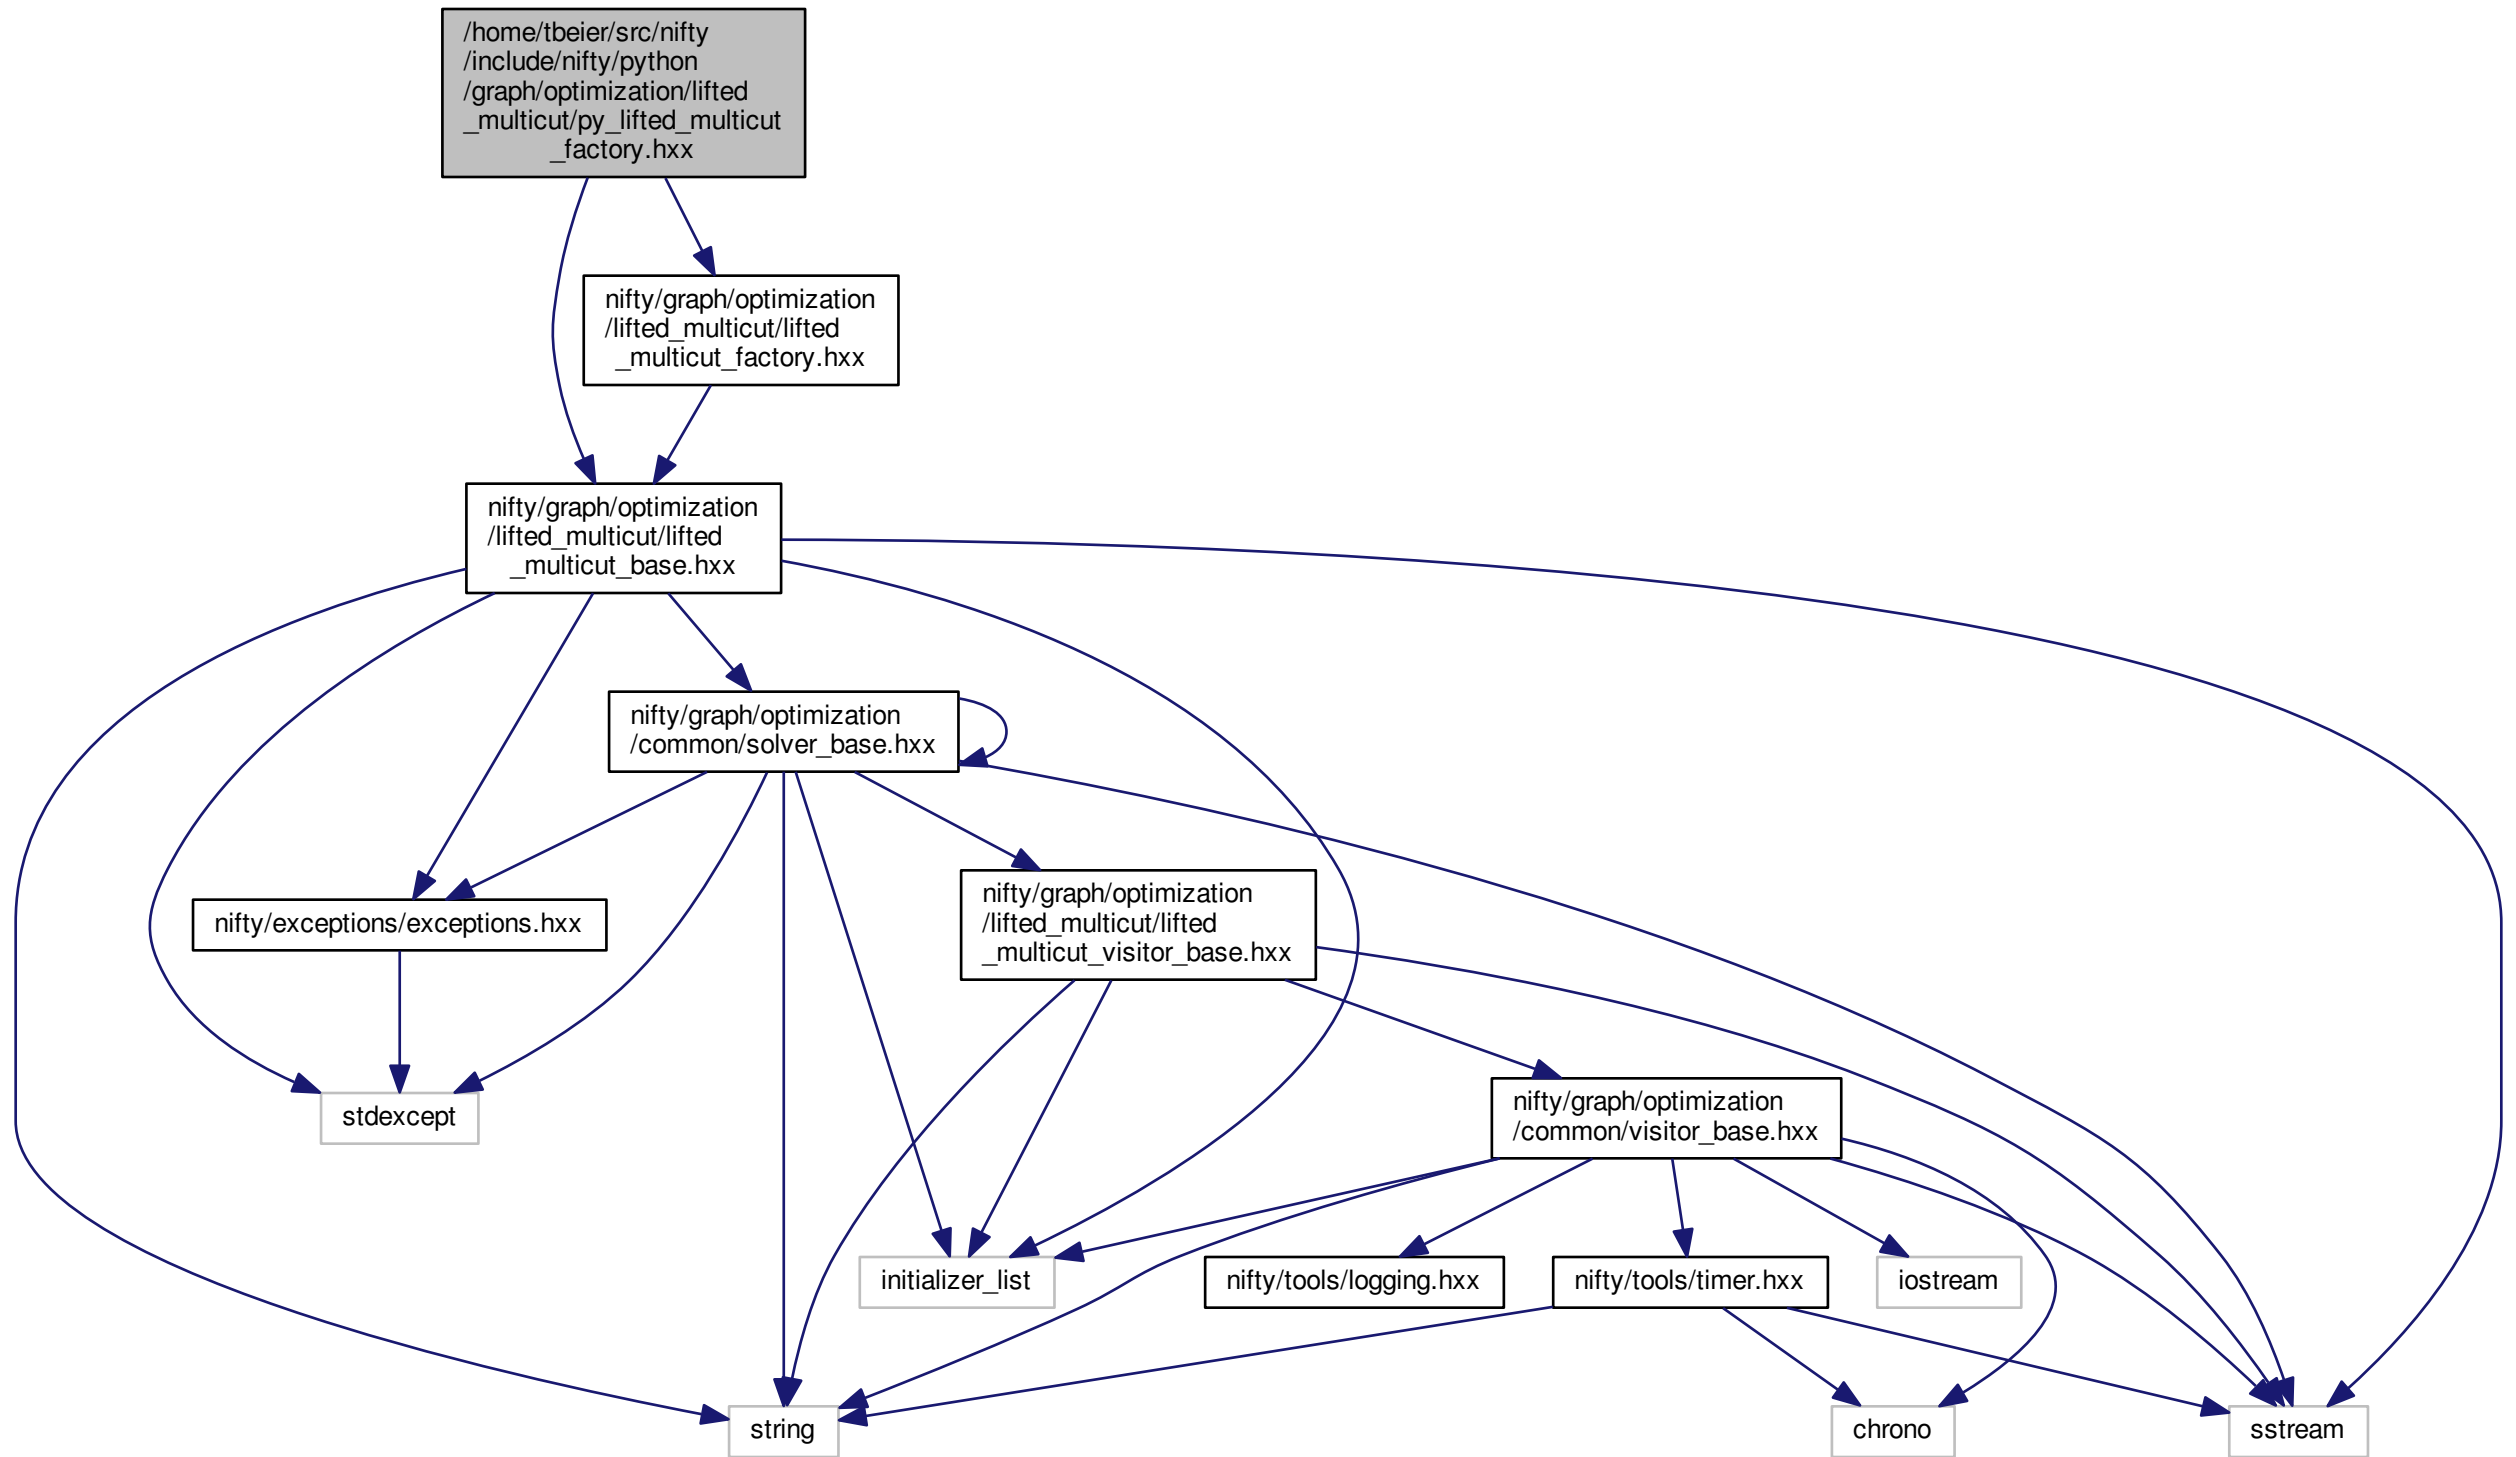 /home/tbeier/src/nifty
/include/nifty/python
/graph/optimization/lifted
_multicut/py_lifted_multicut
_factory.hxx
nifty/graph/optimization
/lifted_multicut/lifted
_multicut_factory.hxx
nifty/graph/optimization
/lifted_multicut/lifted
_multicut_base.hxx
nifty/graph/optimization
/common/solver_base.hxx
nifty/exceptions/exceptions.hxx
nifty/graph/optimization
/lifted_multicut/lifted
_multicut_visitor_base.hxx
stdexcept
nifty/graph/optimization
/common/visitor_base.hxx
initializer_list
nifty/tools/logging.hxx
nifty/tools/timer.hxx
iostream
string
chrono
sstream